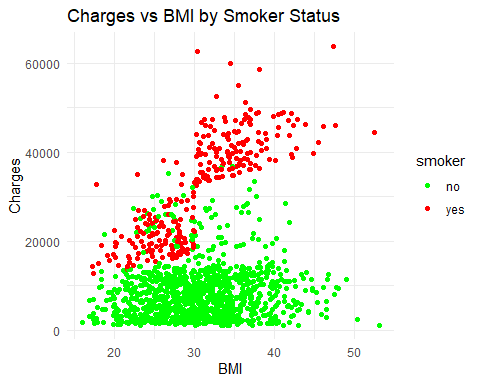 Charges vs BMI by Smoker Status
60000
40000
20000
0
Charges
20
30
40
50
BMI
smoker
no
yes